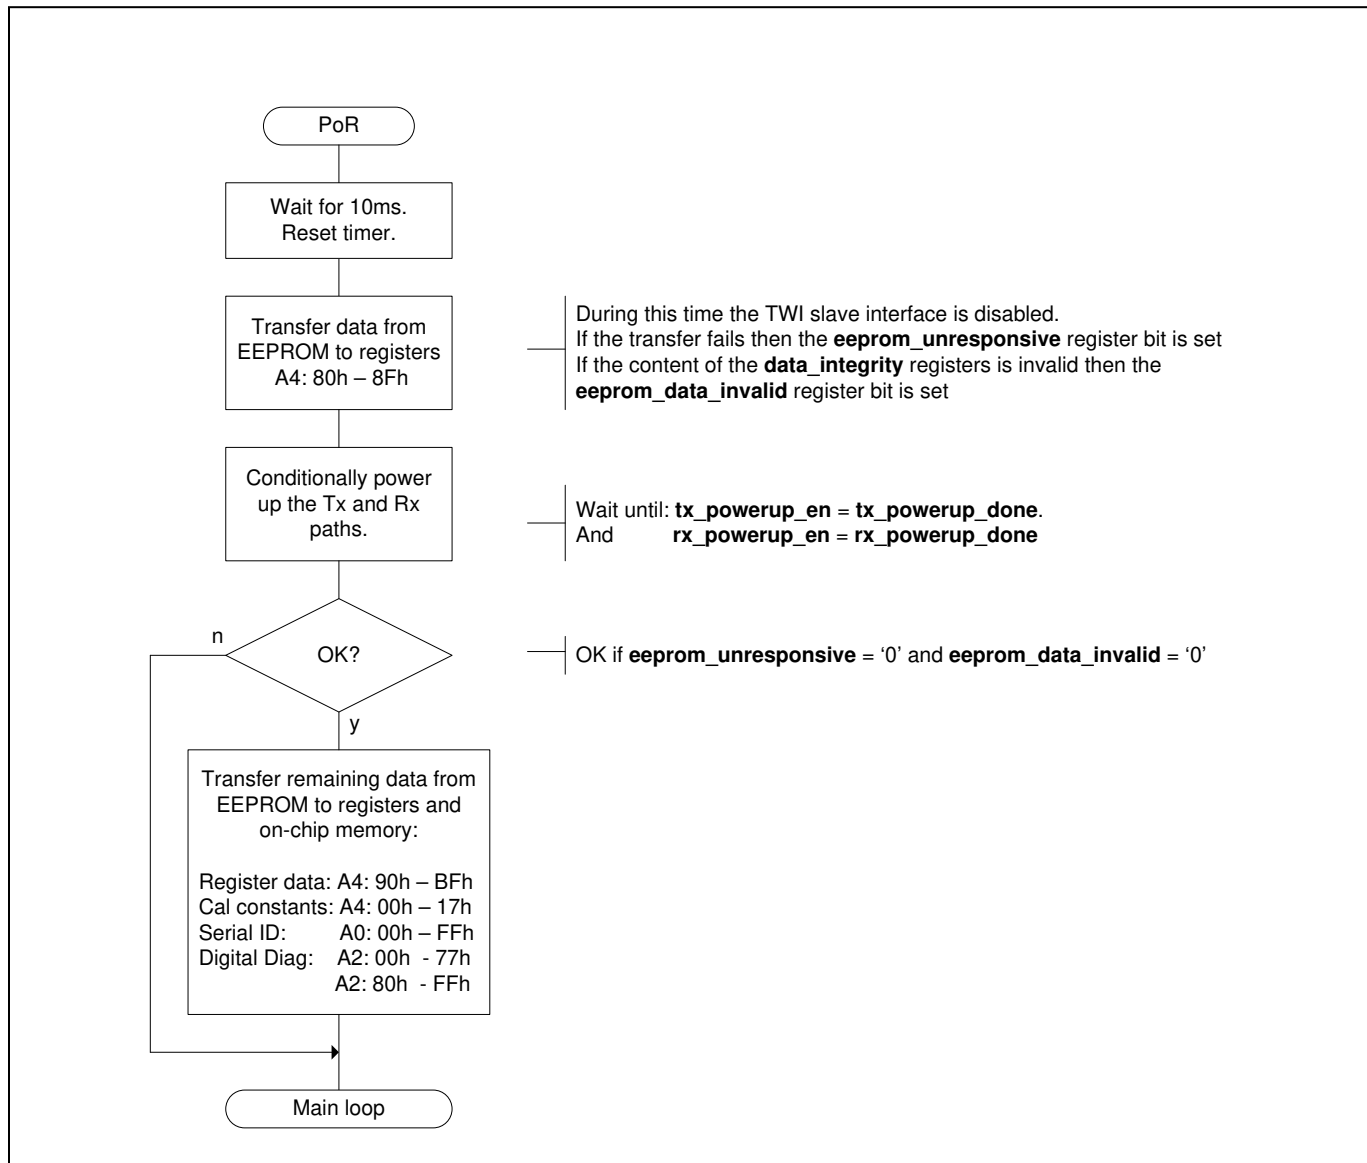 PoR
Wait for 10ms.
Reset timer.
Transfer data from
EEPROM to registers
A4: 80h – 8Fh
During this time the TWI slave interface is disabled.
If the transfer fails then the eeprom_unresponsive register bit is set
If the content of the data_integrity registers is invalid then the
eeprom_data_invalid register bit is set
Conditionally power
up the Tx and Rx
paths.
Wait until: tx_powerup_en = tx_powerup_done.
And rx_powerup_en = rx_powerup_done
n
OK?
OK if eeprom_unresponsive = ‘0’ and eeprom_data_invalid = ‘0’
y
Transfer remaining data from
EEPROM to registers and
on-chip memory:
Register data: A4: 90h – BFh
Cal constants: A4: 00h – 17h
Serial ID: A0: 00h – FFh
Digital Diag: A2: 00h - 77h
A2: 80h - FFh
Main loop